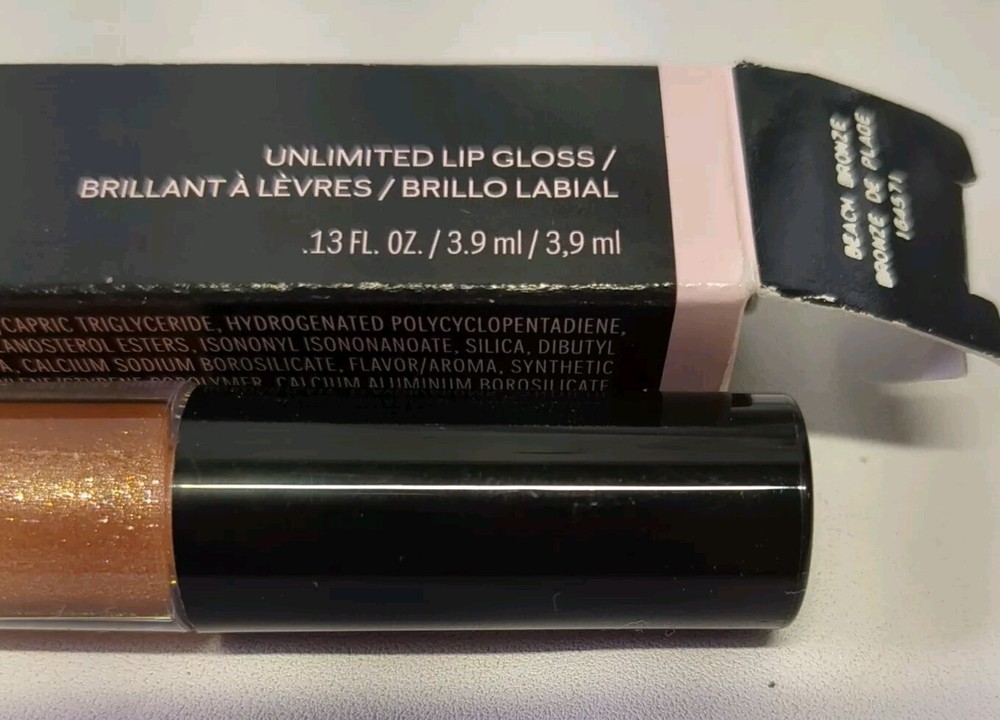 UNLIMITED LIP GLOSS /
BRILLANT À LÈVRES / BRILLO LABIAL
.13 FL. OZ. / 3.9 ml / 3,9 ml
CAPRIC TRIGLYCERIDE, HYDROGENATED POLYCYCLOPENTADIENE,
ESTERS, ISONONYL ISONONANOATE, SILICA, DIBUTYL
CALCIUM SODIUM BOROSILICATE, FLAVOR/AROMA, SYNTHETIC
CALCIUM ALUMINIUM BOROSILICATE
BEACH BRONZE
BRONZE DE PLAGE
164571